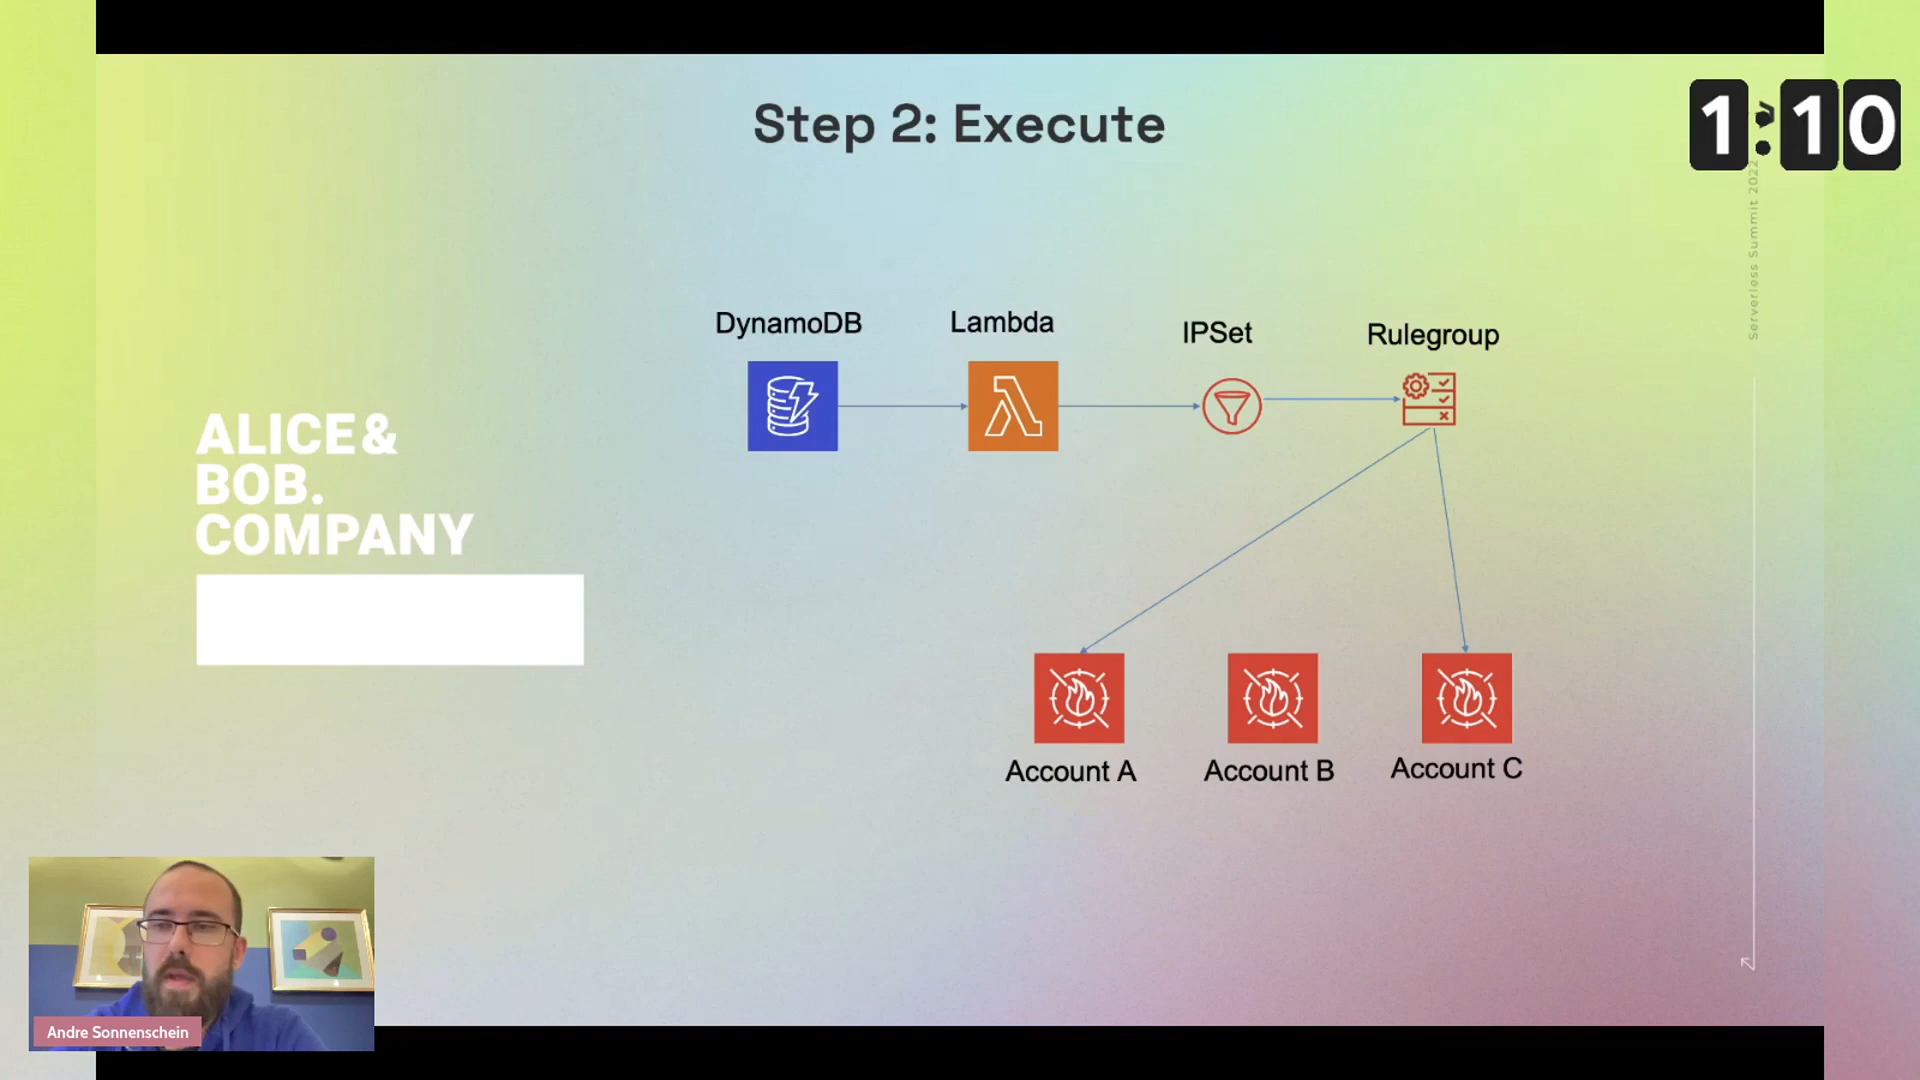 Step 2: Execute
1:10
Serverless Summit 2022
DynamoDB
Lambda
IPSet
Rulegroup
ALICE&
BOB.
COMPANY
Account A
Account B
Account C
Andre Sonnenschein